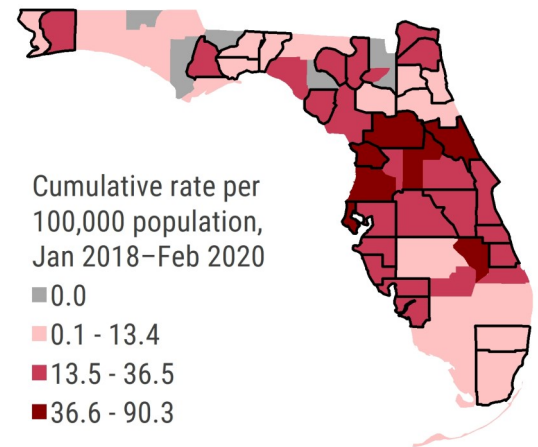 Cumulative rate per
100,000 population,
Jan 2018–Feb 2020
0.0
0.1 - 13.4
13.5 - 36.5
36.6 - 90.3